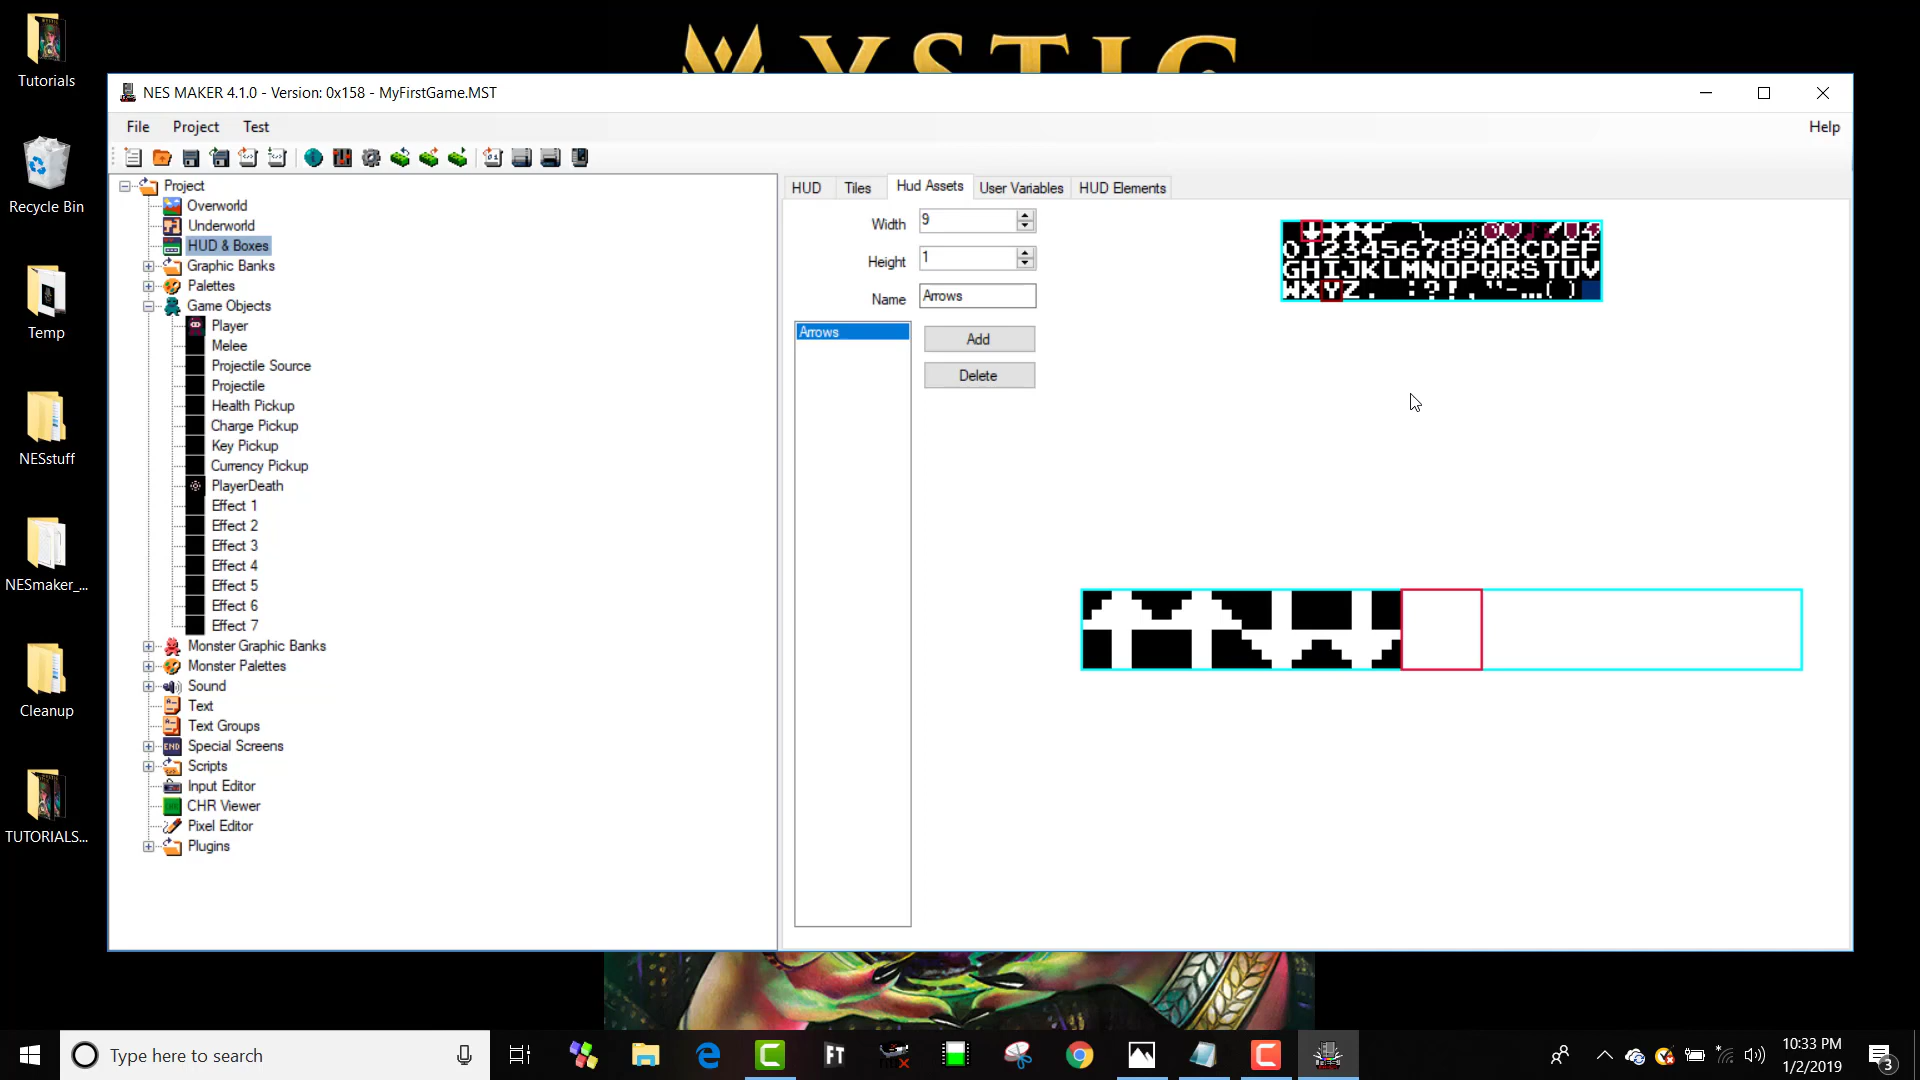 MYSTIC
Tutorials
Recycle Bin
Temp
NESstuff
NESmaker_...
Cleanup
TUTORIALS...
NES MAKER 4.1.0 - Version: 0x158 - MyFirstGame.MST
File Project Test Help
Project
Overworld
Underworld
HUD & Boxes
Graphic Banks
Palettes
Game Objects
Player
Melee
Projectile Source
Projectile
Health Pickup
Charge Pickup
Key Pickup
Currency Pickup
PlayerDeath
Effect 1
Effect 2
Effect 3
Effect 4
Effect 5
Effect 6
Effect 7
Monster Graphic Banks
Monster Palettes
Sound
Text
Text Groups
Special Screens
Scripts
Input Editor
CHR Viewer
Pixel Editor
Plugins
HUD Tiles Hud Assets User Variables HUD Elements
Width 9
Height 1
Name Arrows
Arrows
Add
Delete
0123456789ABCDEF
GHIJKLMNOPQRSTUV
WXYZ. :?!,"-...()
Type here to search
FT
10:33 PM
1/2/2019
3